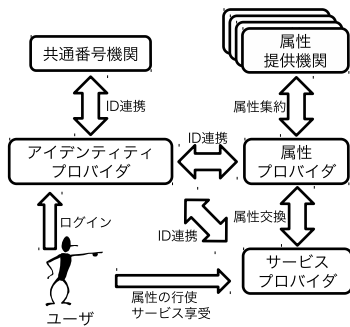 共通番号機関
属性
提供機関
ID連携
属性集約
アイデンティティ
プロバイダ
ID連携
属性
プロバイダ
ログイン
ID連携
属性交換
サービス
プロバイダ
属性の行使
サービス享受
ユーザ